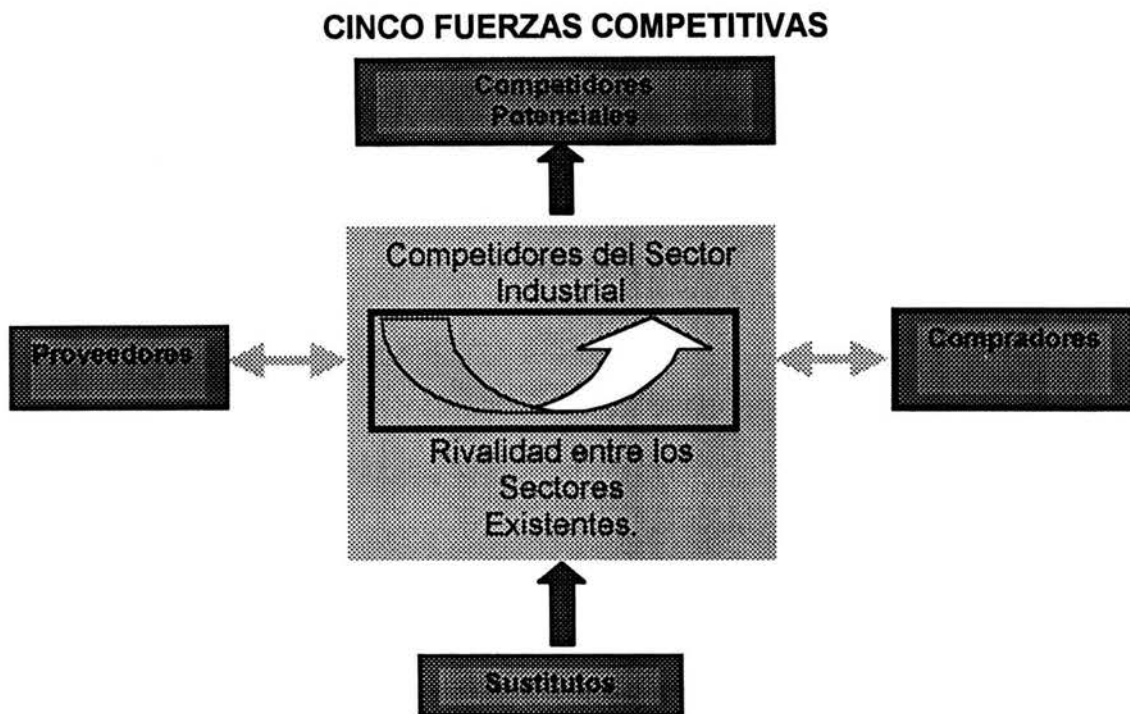 CINCO FUERZAS COMPETITIVAS
Competidores
Potenciales
Competidores del Sector
Industrial
Proveedores
Compradores
Rivalidad entre los
Sectores
Existentes.
Sustitutos